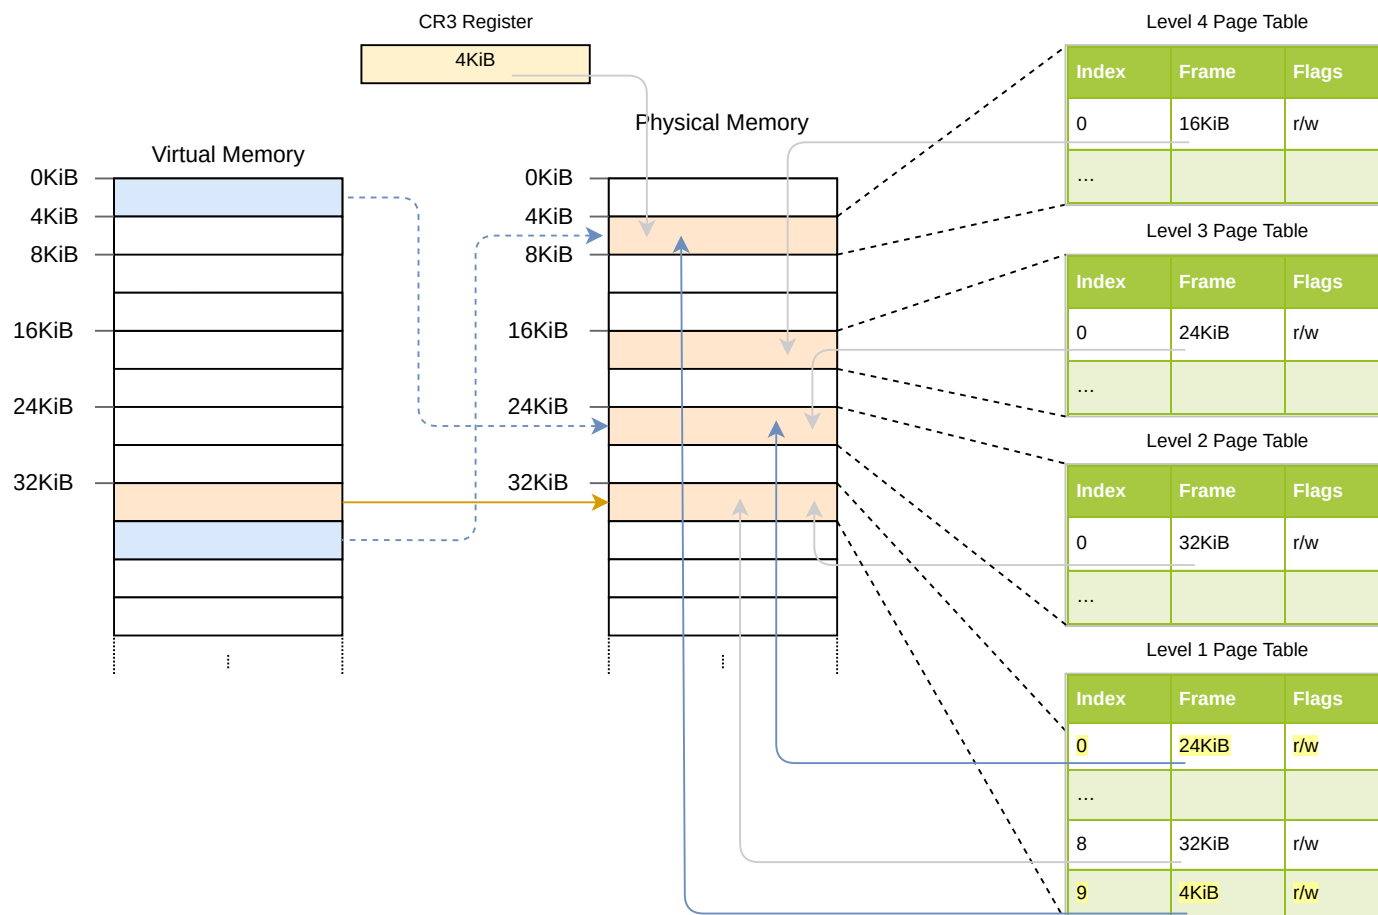 CR3 Register
4KiB
Virtual Memory
0KiB
4KiB
8KiB
16KiB
24KiB
32KiB
Physical Memory
0KiB
4KiB
8KiB
16KiB
24KiB
32KiB
Level 4 Page Table
Index Frame Flags
0 16KiB r/w
...
Level 3 Page Table
Index Frame Flags
0 24KiB r/w
...
Level 2 Page Table
Index Frame Flags
0 32KiB r/w
...
Level 1 Page Table
Index Frame Flags
0 24KiB r/w
...
8 32KiB r/w
9 4KiB r/w